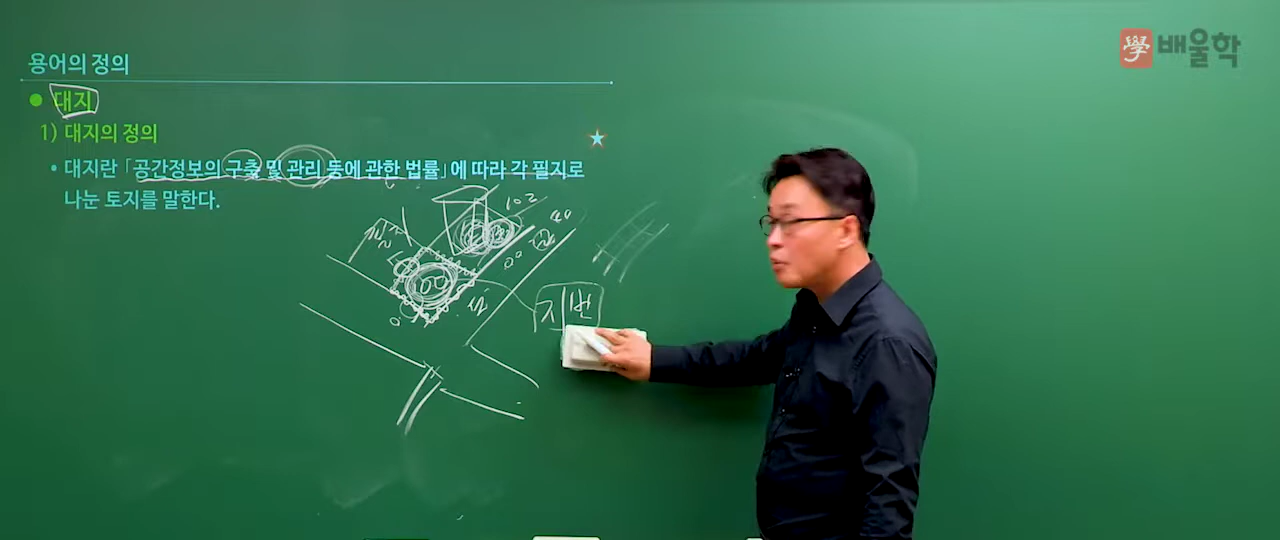 용어의 정의
學 배울학
● 대지
1) 대지의 정의
• 대지란 「공간정보의 구축 및 관리 등에 관한 법률」에 따라 각 필지로
나눈 토지를 말한다.
102
지번